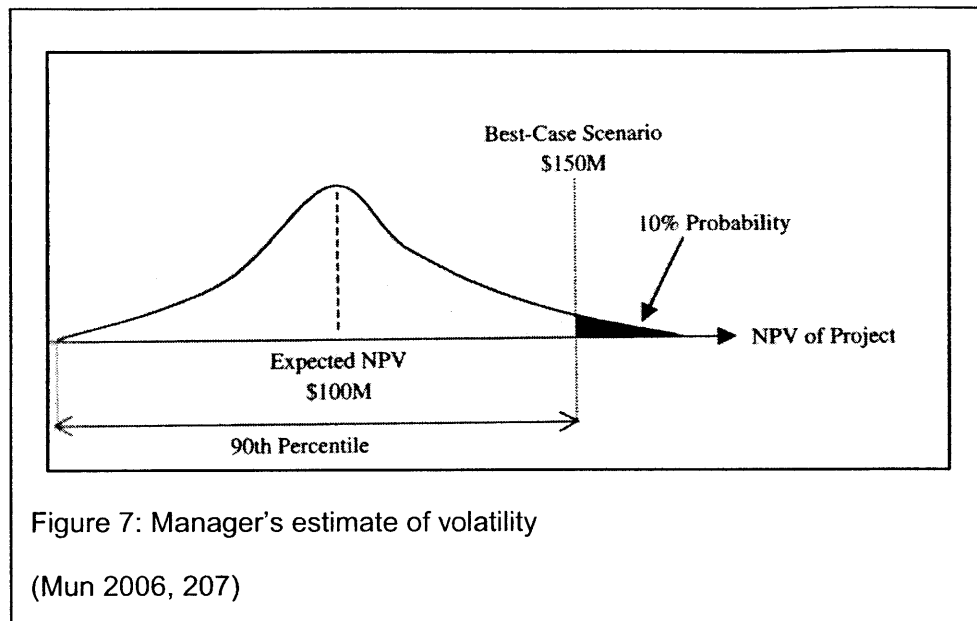 Best-Case Scenario
$150M
10% Probability
NPV of Project
Expected NPV
$100M
90th Percentile
Figure 7: Manager's estimate of volatility
(Mun 2006, 207)